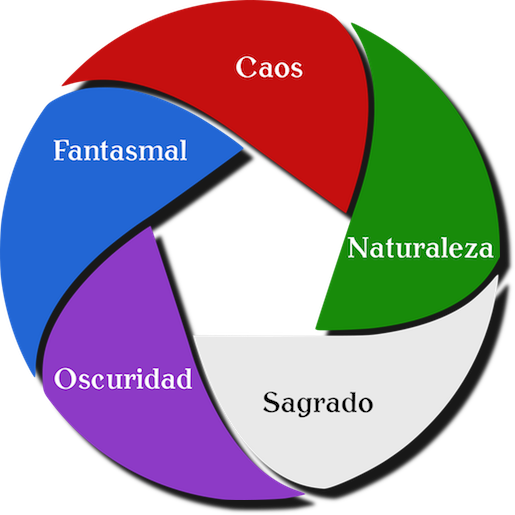 Caos
Fantasmal
Naturaleza
Oscuridad
Sagrado